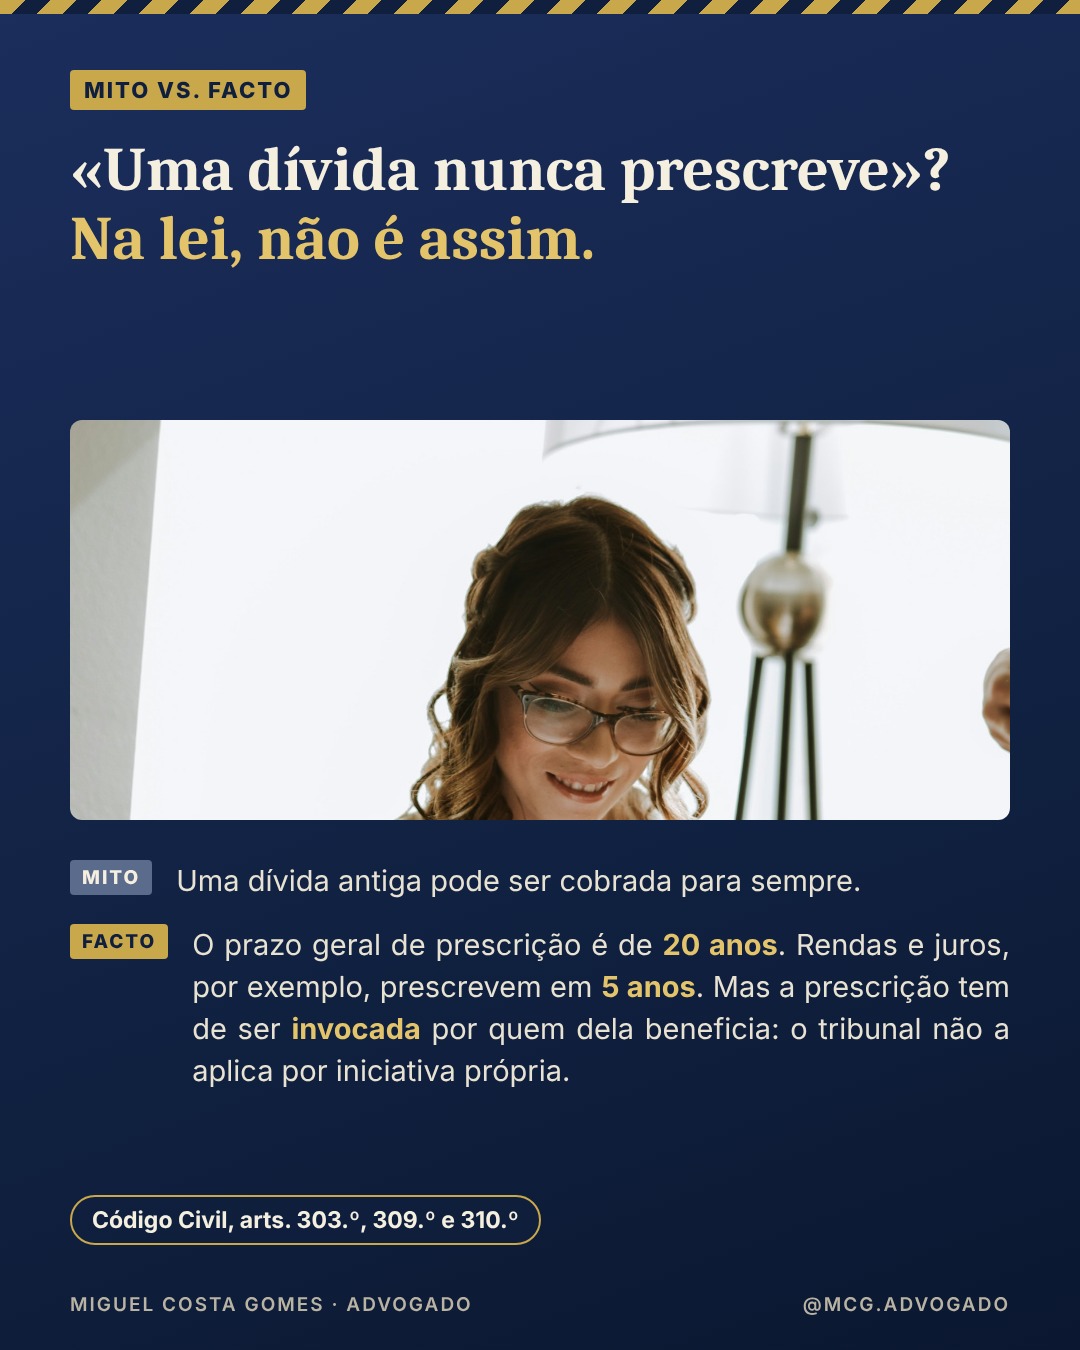 MITO VS. FACTO
«Uma dívida nunca prescreve»?
Na lei, não é assim.
MITO Uma dívida antiga pode ser cobrada para sempre.
FACTO O prazo geral de prescrição é de 20 anos. Rendas e juros,
por exemplo, prescrevem em 5 anos. Mas a prescrição tem
de ser invocada por quem dela beneficia: o tribunal não a
aplica por iniciativa própria.
Código Civil, arts. 303.º, 309.º e 310.º
MIGUEL COSTA GOMES · ADVOGADO @MCG.ADVOGADO